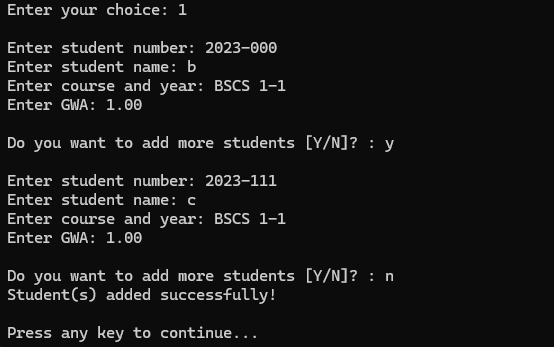 Enter your choice: 1
Enter student number: 2023-000
Enter student name: b
Enter course and year: BSCS 1-1
Enter GWA: 1.00
Do you want to add more students [Y/N]? : y
Enter student number: 2023-111
Enter student name: c
Enter course and year: BSCS 1-1
Enter GWA: 1.00
Do you want to add more students [Y/N]? : n
Student(s) added successfully!
Press any key to continue...